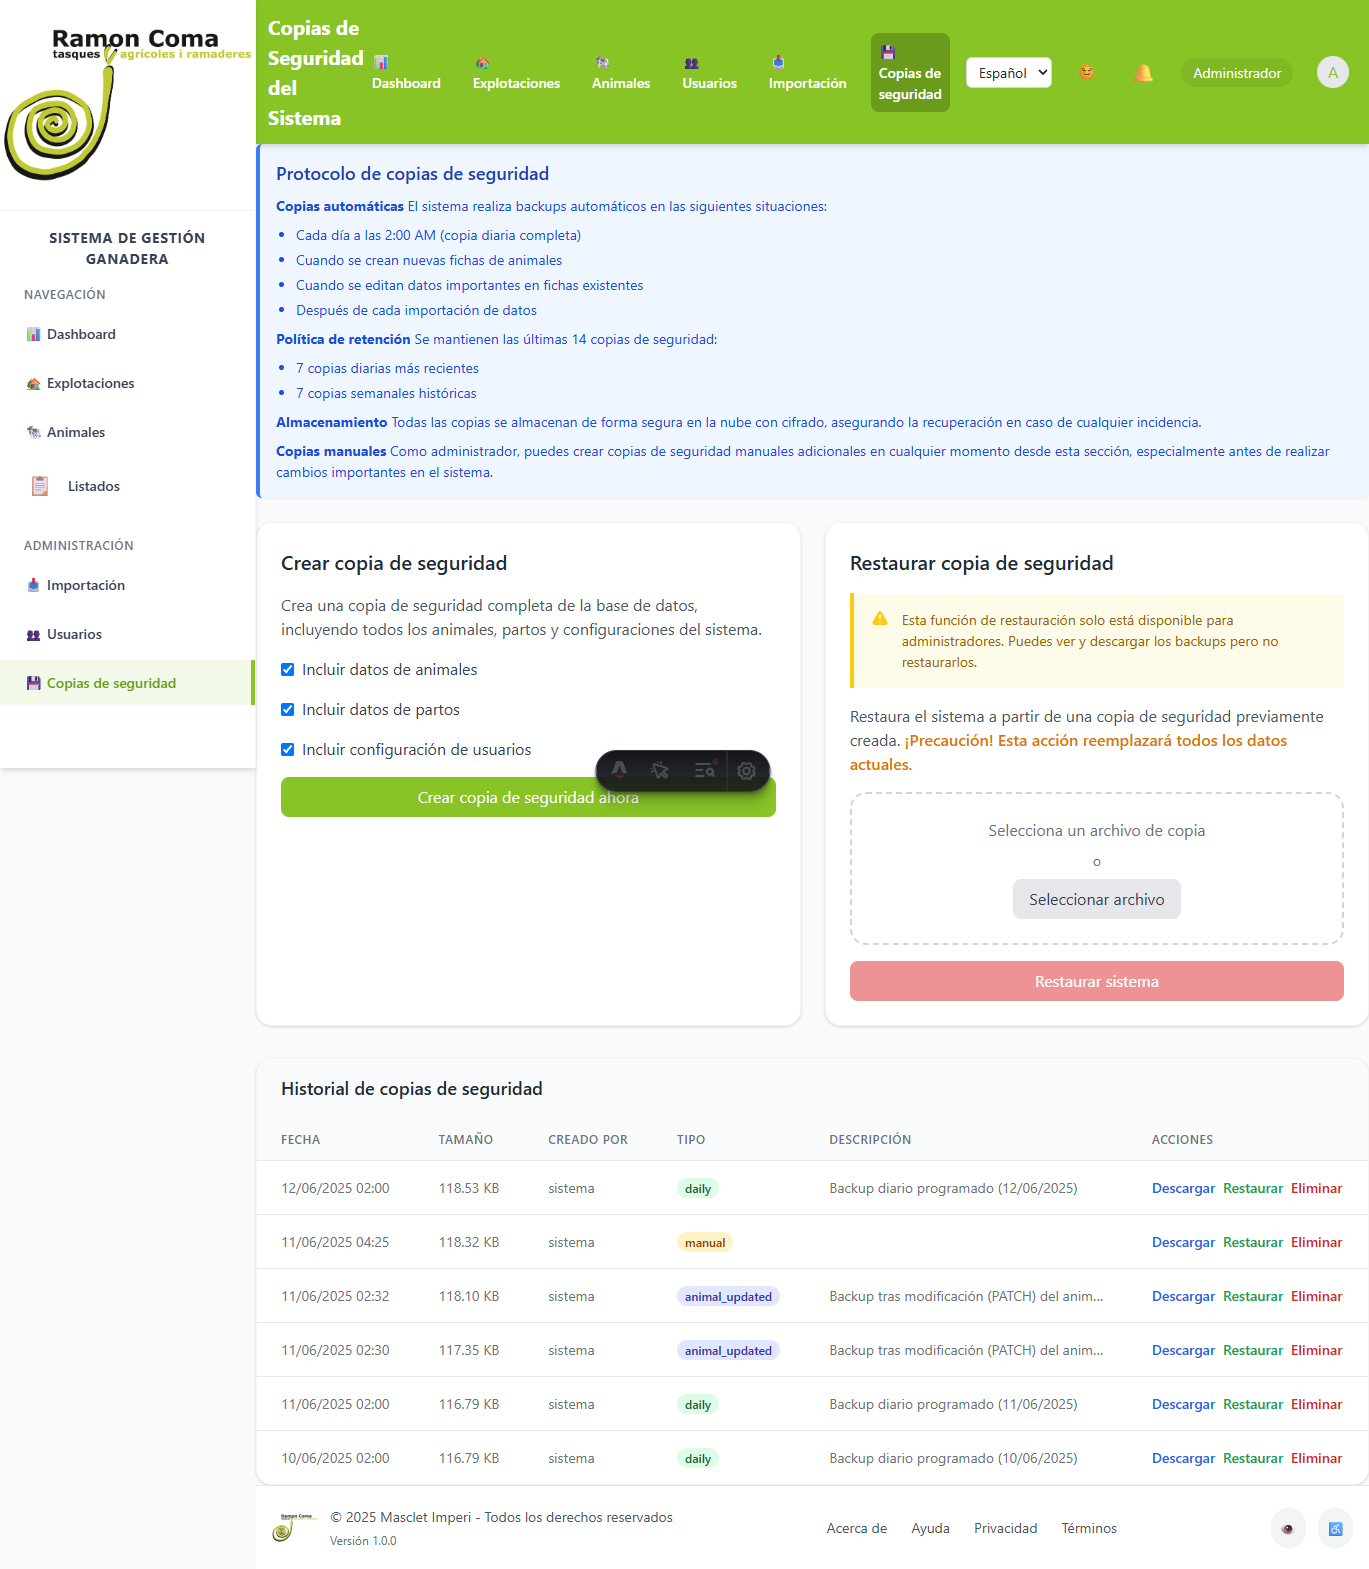 Ramon Coma
tasques agrícoles i ramaderes
SISTEMA DE GESTIÓN
GANADERA
NAVEGACIÓN
Dashboard
Explotaciones
Animales
Listados
ADMINISTRACIÓN
Importación
Usuarios
Copias de seguridad
Copias de
Seguridad
del
Sistema
Dashboard
Explotaciones
Animales
Usuarios
Importación
Copias de
seguridad
Español
Administrador
A
Protocolo de copias de seguridad
Copias automáticas El sistema realiza backups automáticos en las siguientes situaciones:
• Cada día a las 2:00 AM (copia diaria completa)
• Cuando se crean nuevas fichas de animales
• Cuando se editan datos importantes en fichas existentes
• Después de cada importación de datos
Política de retención Se mantienen las últimas 14 copias de seguridad:
• 7 copias diarias más recientes
• 7 copias semanales históricas
Almacenamiento Todas las copias se almacenan de forma segura en la nube con cifrado, asegurando la recuperación en caso de cualquier incidencia.
Copias manuales Como administrador, puedes crear copias de seguridad manuales adicionales en cualquier momento desde esta sección, especialmente antes de realizar
cambios importantes en el sistema.
Crear copia de seguridad
Crea una copia de seguridad completa de la base de datos,
incluyendo todos los animales, partos y configuraciones del sistema.
Incluir datos de animales
Incluir datos de partos
Incluir configuración de usuarios
Crear copia de seguridad ahora
Restaurar copia de seguridad
Esta función de restauración solo está disponible para
administradores. Puedes ver y descargar los backups pero no
restaurarlos.
Restaura el sistema a partir de una copia de seguridad previamente
creada. ¡Precaución! Esta acción reemplazará todos los datos
actuales.
Selecciona un archivo de copia
o
Seleccionar archivo
Restaurar sistema
Historial de copias de seguridad
FECHA TAMAÑO CREADO POR TIPO DESCRIPCIÓN ACCIONES
12/06/2025 02:00 118.53 KB sistema daily Backup diario programado (12/06/2025) Descargar Restaurar Eliminar
11/06/2025 04:25 118.32 KB sistema manual Descargar Restaurar Eliminar
11/06/2025 02:32 118.10 KB sistema animal_updated Backup tras modificación (PATCH) del anim... Descargar Restaurar Eliminar
11/06/2025 02:30 117.35 KB sistema animal_updated Backup tras modificación (PATCH) del anim... Descargar Restaurar Eliminar
11/06/2025 02:00 116.79 KB sistema daily Backup diario programado (11/06/2025) Descargar Restaurar Eliminar
10/06/2025 02:00 116.79 KB sistema daily Backup diario programado (10/06/2025) Descargar Restaurar Eliminar
Ramon Coma
© 2025 Masclet Imperi - Todos los derechos reservados
Versión 1.0.0
Acerca de Ayuda Privacidad Términos